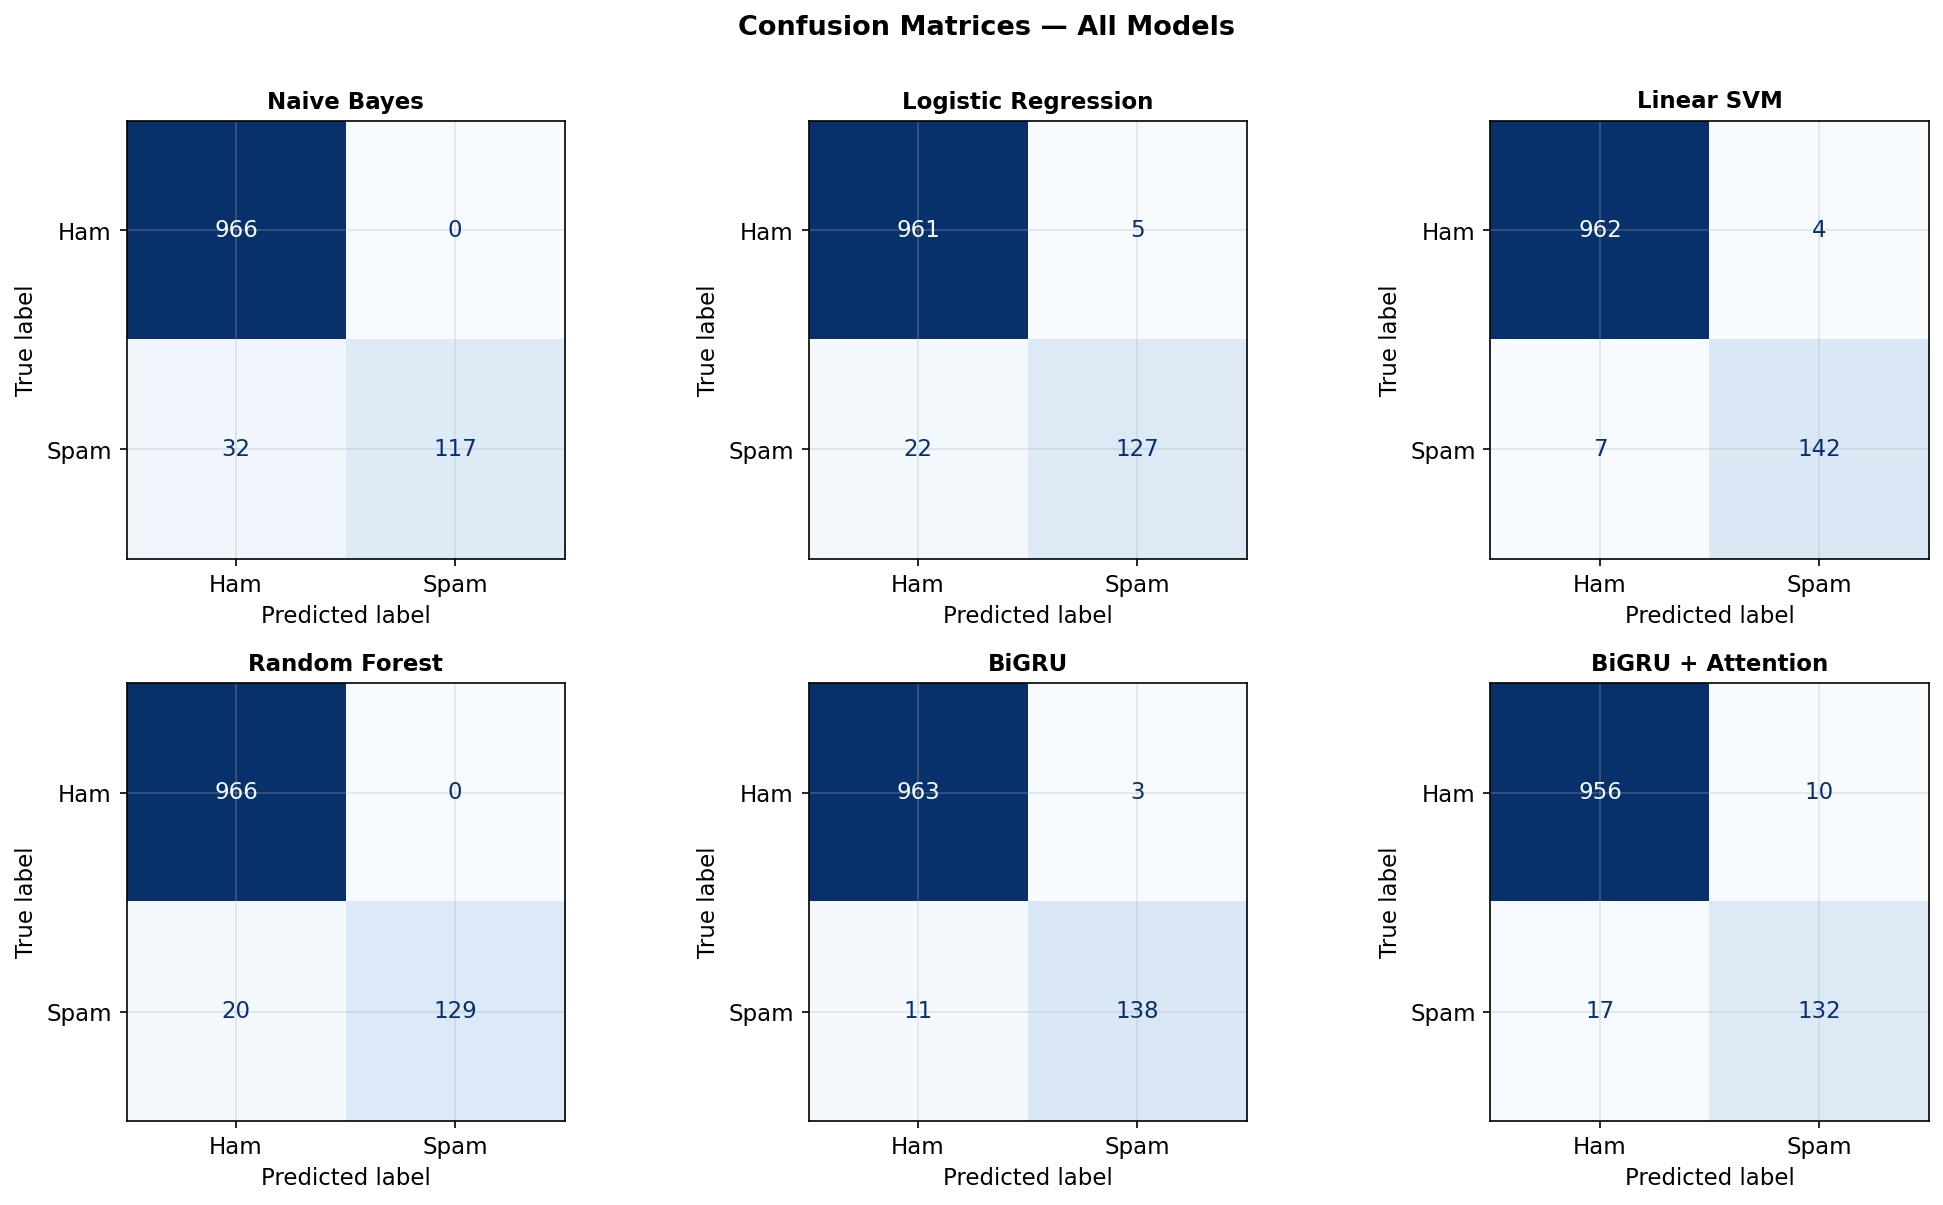 Confusion Matrices — All Models
Naive Bayes
True label
Ham
966
0
Spam
32
117
Ham
Spam
Predicted label
Logistic Regression
True label
Ham
961
5
Spam
22
127
Ham
Spam
Predicted label
Linear SVM
True label
Ham
962
4
Spam
7
142
Ham
Spam
Predicted label
Random Forest
True label
Ham
966
0
Spam
20
129
Ham
Spam
Predicted label
BiGRU
True label
Ham
963
3
Spam
11
138
Ham
Spam
Predicted label
BiGRU + Attention
True label
Ham
956
10
Spam
17
132
Ham
Spam
Predicted label